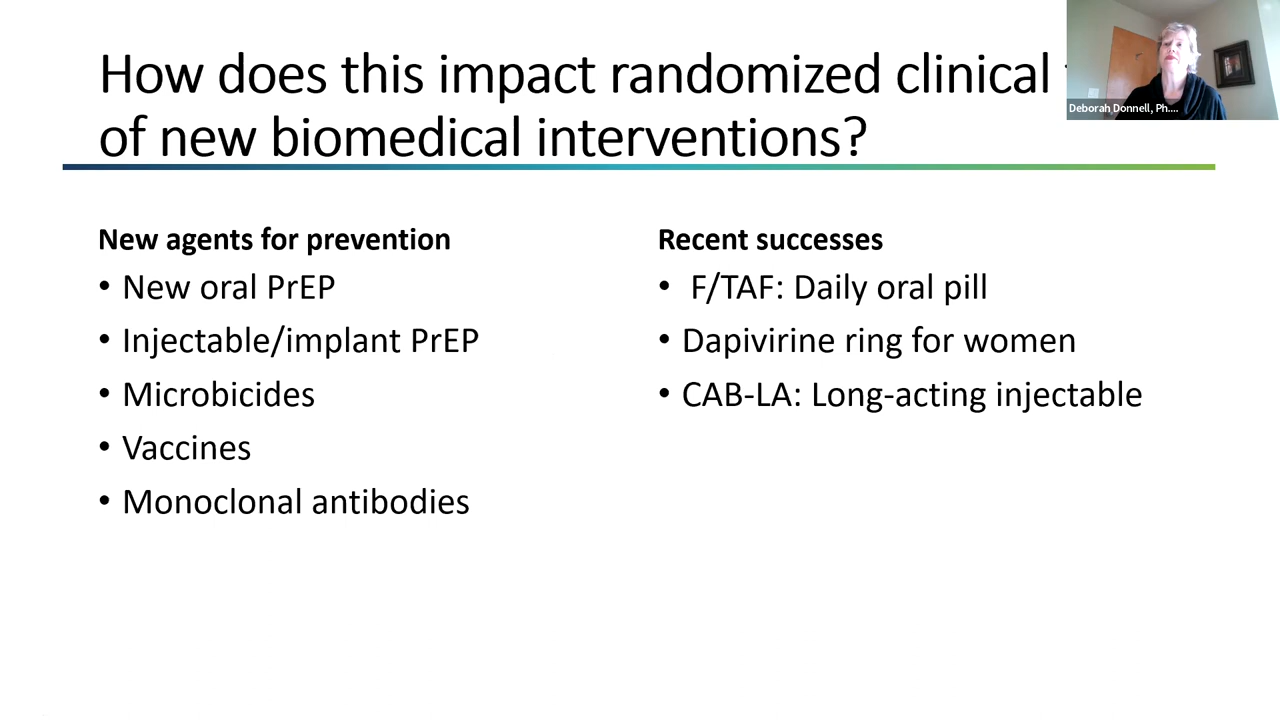 How does this impact randomized clinical
of new biomedical interventions?
Deborah Donnell, Ph....
New agents for prevention
• New oral PrEP
• Injectable/implant PrEP
• Microbicides
• Vaccines
• Monoclonal antibodies
Recent successes
• F/TAF: Daily oral pill
• Dapivirine ring for women
• CAB-LA: Long-acting injectable